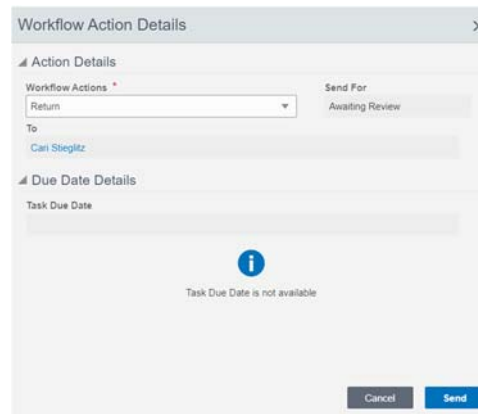 Workflow Action Details
Action Details
Workflow Actions * Send For
Return Awaiting Review
To
Cari Stieglitz
Due Date Details
Task Due Date
Task Due Date is not available
Cancel Send